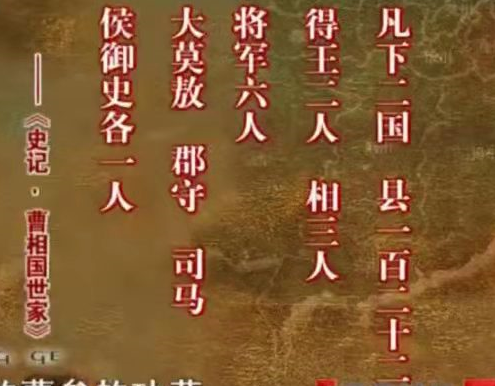 凡下二国 县一百二十二
得王二人 相三人
将军六人
大莫敖 郡守 司马
侯御史各一人
——《史记·曹相国世家》